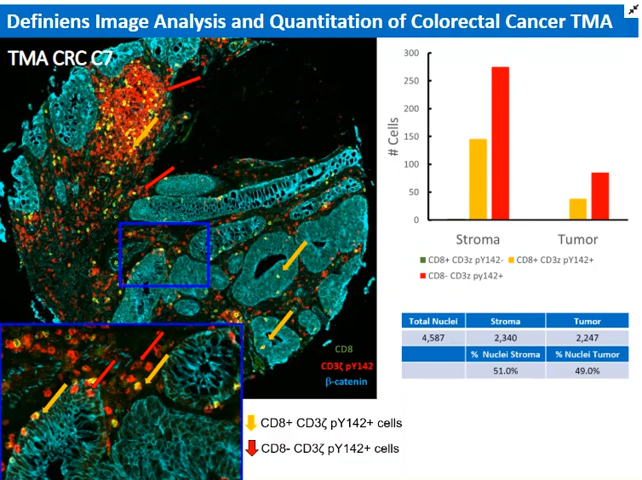 Definiens Image Analysis and Quantitation of Colorectal Cancer TMA
TMA CRC C7
CD8
CD3ζ pY142
β-catenin
CD8+ CD3ζ pY142+ cells
CD8- CD3ζ pY142+ cells
# Cells
300
250
200
150
100
50
0
Stroma Tumor
CD8+ CD3z pY142- CD8+ CD3z pY142+
CD8- CD3z py142+
Total Nuclei Stroma Tumor
4,587 2,340 2,247
% Nuclei Stroma % Nuclei Tumor
51.0% 49.0%